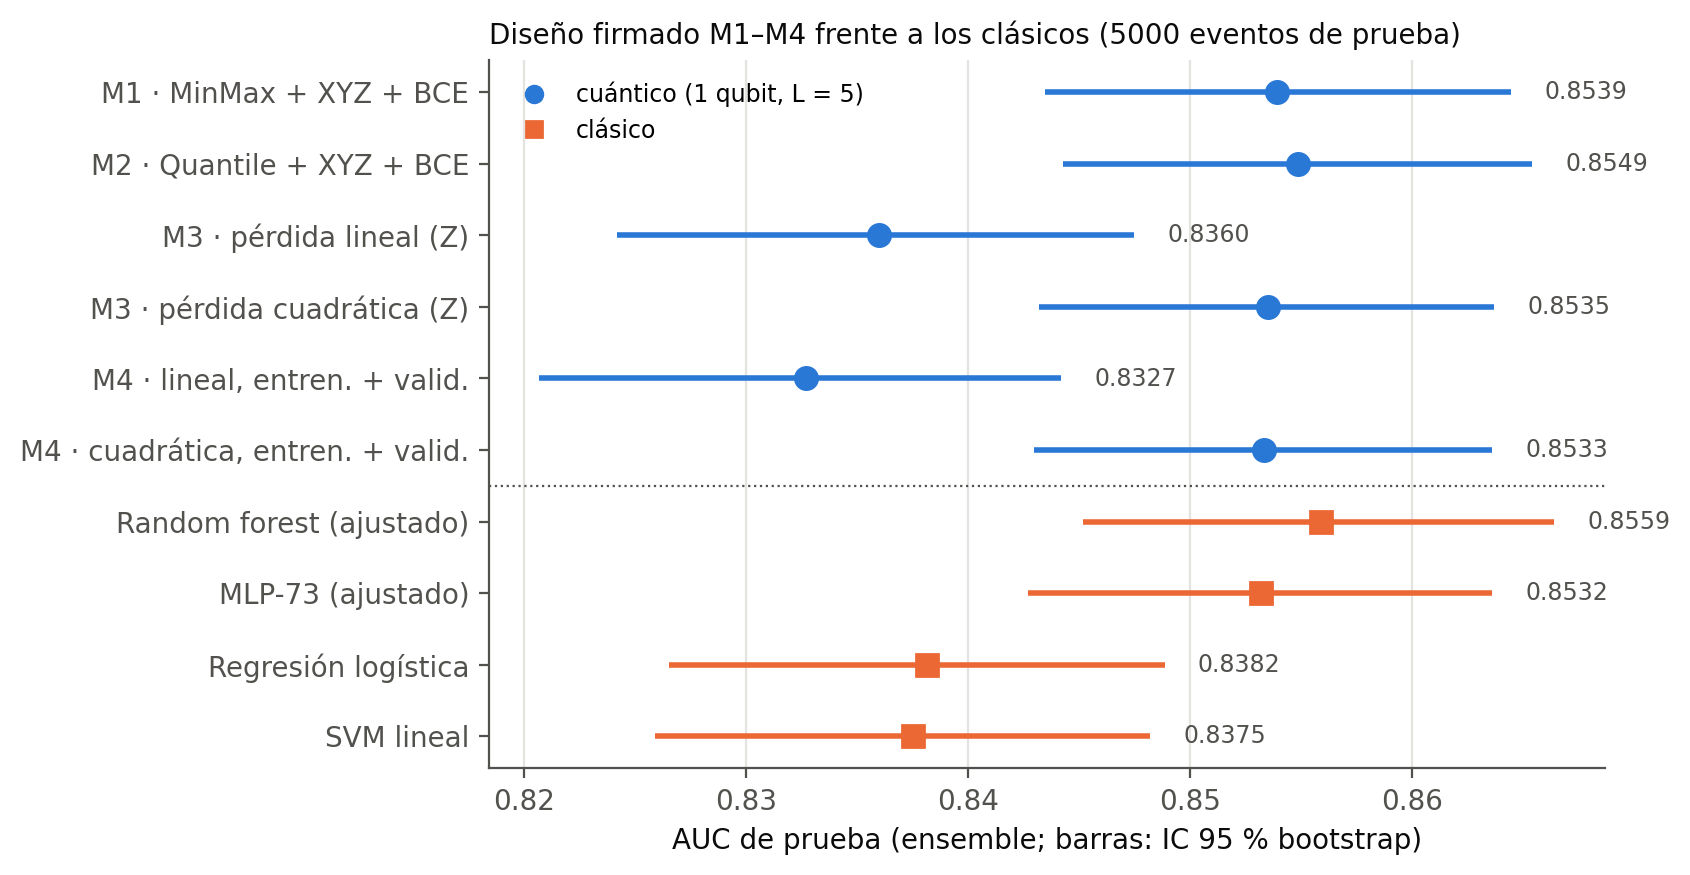 Diseño firmado M1–M4 frente a los clásicos (5000 eventos de prueba)
cuántico (1 qubit, L = 5)
clásico
M1 · MinMax + XYZ + BCE 0.8539
M2 · Quantile + XYZ + BCE 0.8549
M3 · pérdida lineal (Z) 0.8360
M3 · pérdida cuadrática (Z) 0.8535
M4 · lineal, entren. + valid. 0.8327
M4 · cuadrática, entren. + valid. 0.8533
Random forest (ajustado) 0.8559
MLP-73 (ajustado) 0.8532
Regresión logística 0.8382
SVM lineal 0.8375
0.82 0.83 0.84 0.85 0.86
AUC de prueba (ensemble; barras: IC 95 % bootstrap)